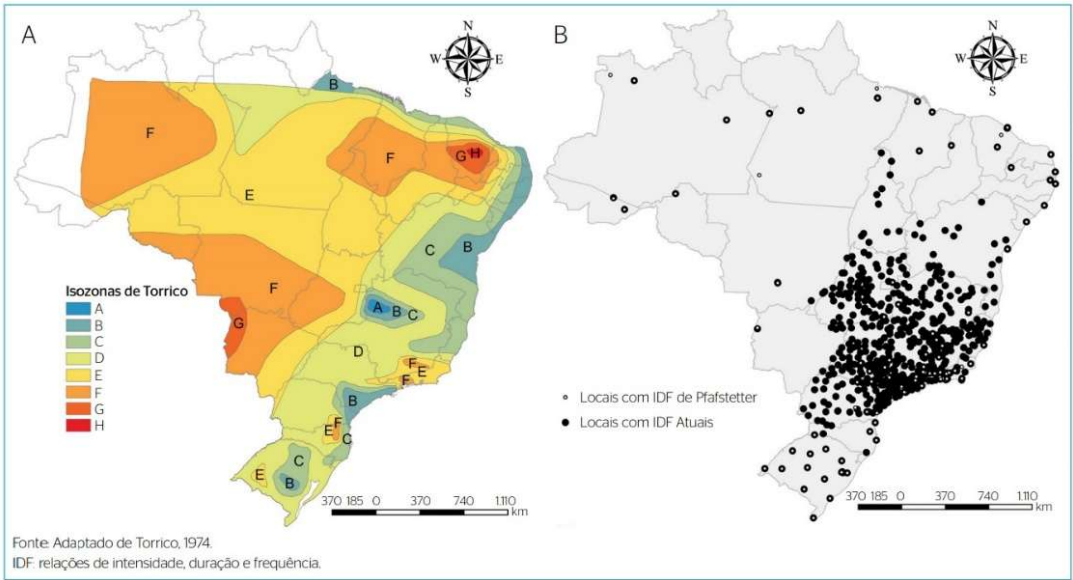 A
N
W E
S
B
F
F
G H
E
C
B
F
G
A B C
D
F
E
F
B
F
E
C
C
E
B
Isozonas de Torrico
A
B
C
D
E
F
G
H
370 185 0 370 740 1.110
km
B
N
W E
S
Locais com IDF de Pfafstetter
Locais com IDF Atuais
370 185 0 370 740 1.110
km
Fonte: Adaptado de Torrico, 1974.
IDF: relações de intensidade, duração e frequência.